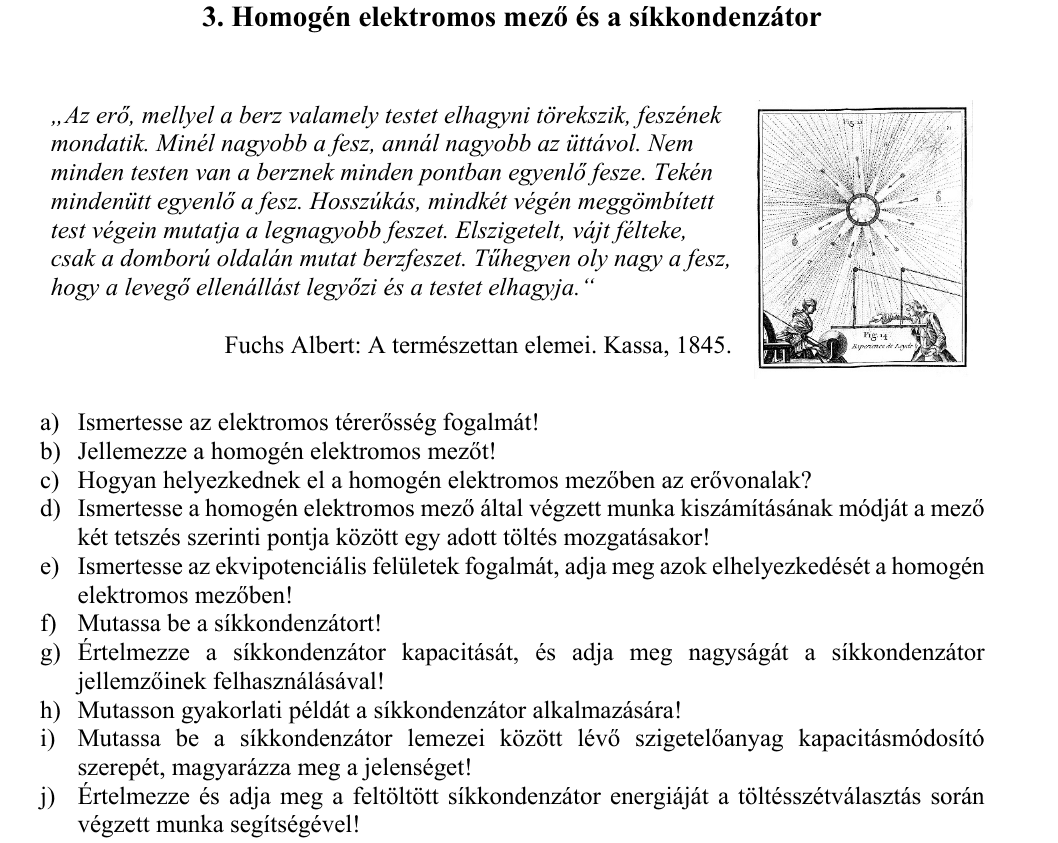 3. Homogén elektromos mező és a síkkondenzátor
„Az erő, mellyel a berz valamely testet elhagyni törekszik, feszének
mondatik. Minél nagyobb a fesz, annál nagyobb az üttávol. Nem
minden testen van a berznek minden pontban egyenlő fesze. Tekén
mindenütt egyenlő a fesz. Hosszúkás, mindkét végén meggömbített
test végein mutatja a legnagyobb feszet. Elszigetelt, vájt félteke,
csak a domború oldalán mutat berzfeszet. Tűhegyen oly nagy a fesz,
hogy a levegő ellenállást legyőzi és a testet elhagyja.“
Fuchs Albert: A természettan elemei. Kassa, 1845.
Fig. 14
Experience de Leyde
a) Ismertesse az elektromos térerősség fogalmát!
b) Jellemezze a homogén elektromos mezőt!
c) Hogyan helyezkednek el a homogén elektromos mezőben az erővonalak?
d) Ismertesse a homogén elektromos mező által végzett munka kiszámításának módját a mező
két tetszés szerinti pontja között egy adott töltés mozgatásakor!
e) Ismertesse az ekvipotenciális felületek fogalmát, adja meg azok elhelyezkedését a homogén
elektromos mezőben!
f) Mutassa be a síkkondenzátort!
g) Értelmezze a síkkondenzátor kapacitását, és adja meg nagyságát a síkkondenzátor
jellemzőinek felhasználásával!
h) Mutasson gyakorlati példát a síkkondenzátor alkalmazására!
i) Mutassa be a síkkondenzátor lemezei között lévő szigetelőanyag kapacitásmódosító
szerepét, magyarázza meg a jelenséget!
j) Értelmezze és adja meg a feltöltött síkkondenzátor energiáját a töltésszétválasztás során
végzett munka segítségével!